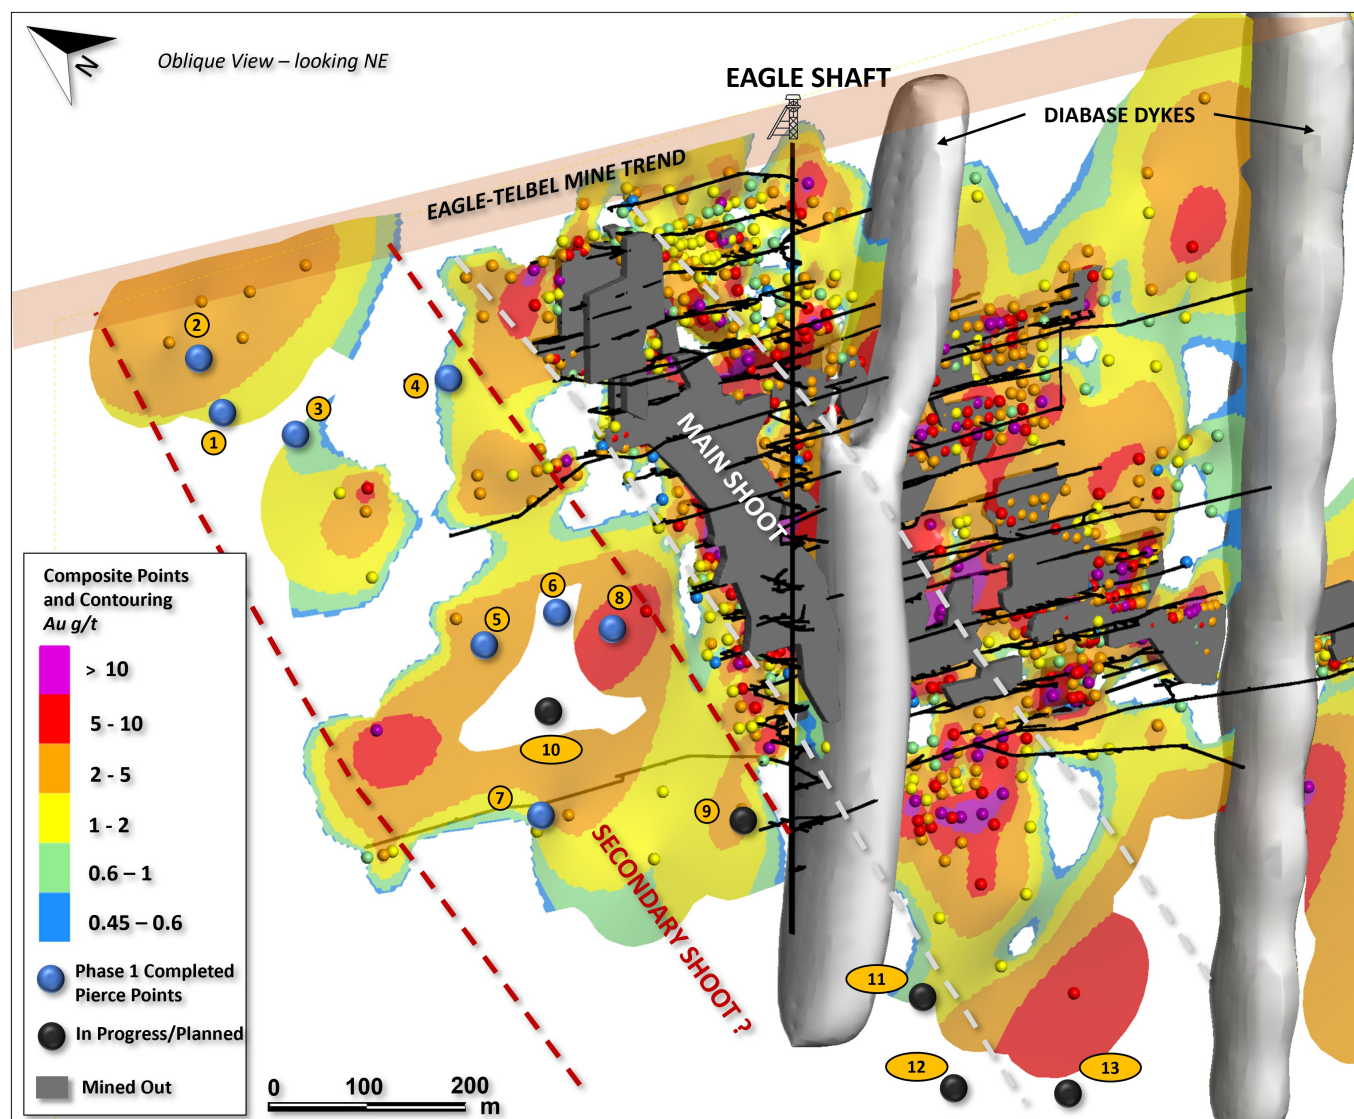 N
Oblique View – looking NE
EAGLE SHAFT
DIABASE DYKES
EAGLE-TELBEL MINE TREND
2
1
3
4
MAIN SHOOT
5
6
8
10
7
9
SECONDARY SHOOT ?
11
12
13
Composite Points
and Contouring
Au g/t
> 10
5 - 10
2 - 5
1 - 2
0.6 – 1
0.45 – 0.6
Phase 1 Completed
Pierce Points
In Progress/Planned
Mined Out
0 100 200
m